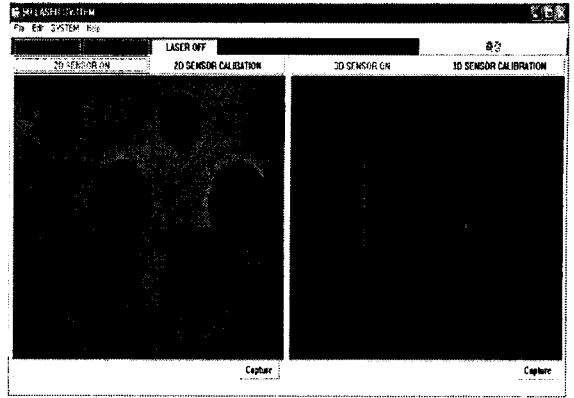 3D LASER SYSTEM
File Edit SYSTEM Help
LASER OFF
2D SENSOR ON 2D SENSOR CALIBATION 3D SENSOR ON 3D SENSOR CALIBRATION
Capture Capture